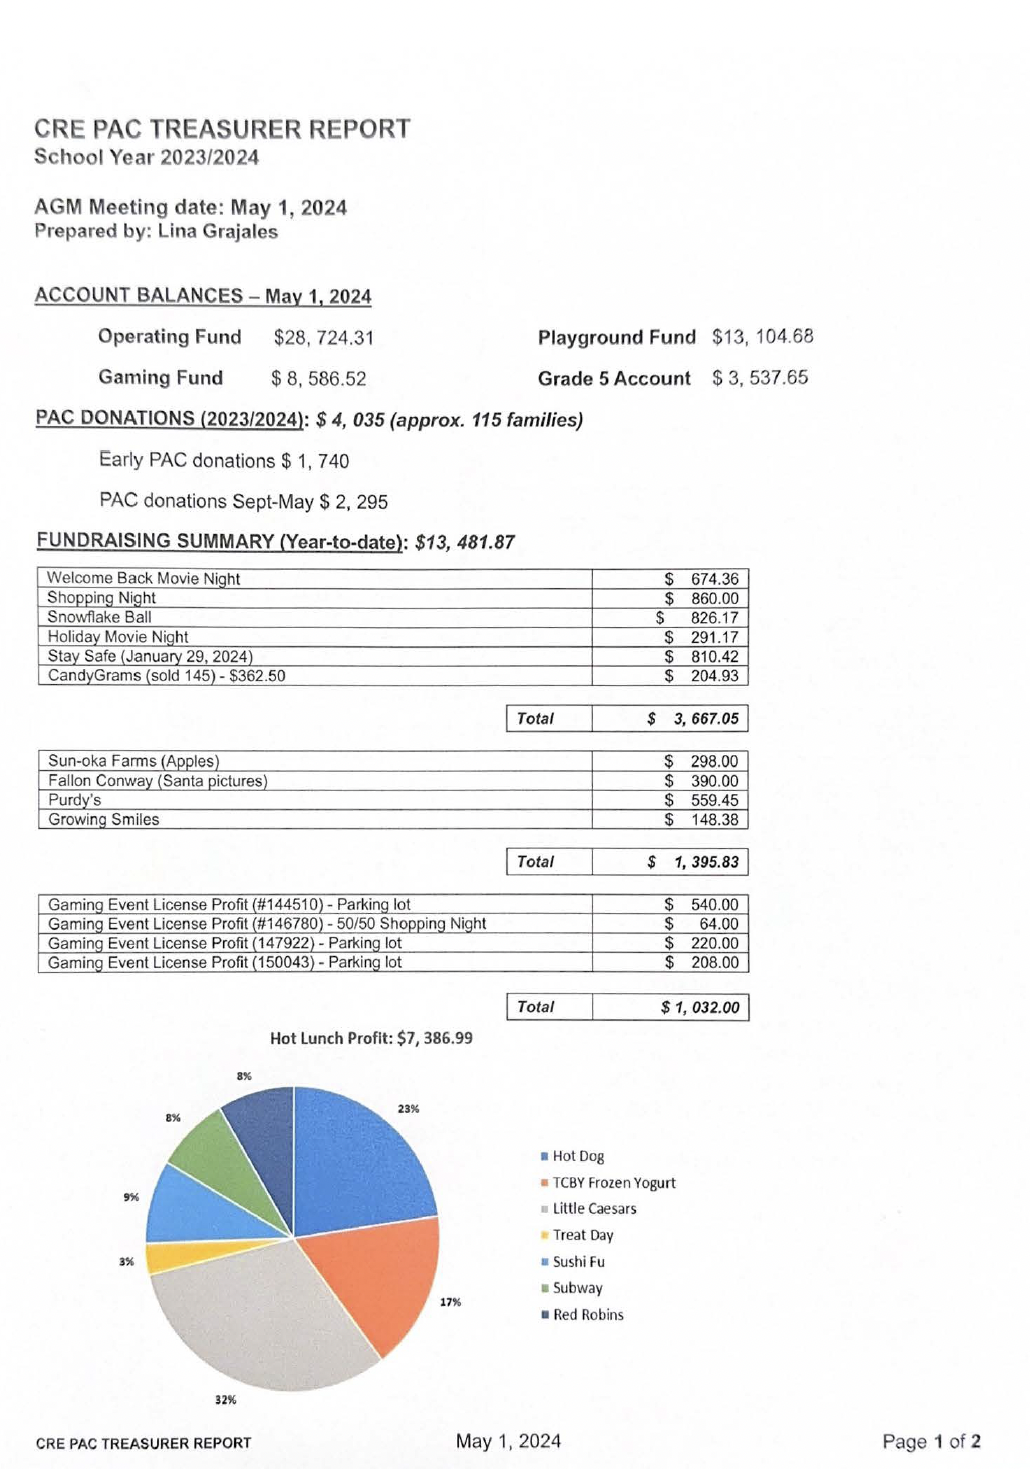 CRE PAC TREASURER REPORT
School Year 2023/2024
AGM Meeting date: May 1, 2024
Prepared by: Lina Grajales
ACCOUNT BALANCES – May 1, 2024
Operating Fund $28, 724.31 Playground Fund $13, 104.68
Gaming Fund $ 8, 586.52 Grade 5 Account $ 3, 537.65
PAC DONATIONS (2023/2024): $ 4, 035 (approx. 115 families)
Early PAC donations $ 1, 740
PAC donations Sept-May $ 2, 295
FUNDRAISING SUMMARY (Year-to-date): $13, 481.87
Welcome Back Movie Night $ 674.36
Shopping Night $ 860.00
Snowflake Ball $ 826.17
Holiday Movie Night $ 291.17
Stay Safe (January 29, 2024) $ 810.42
CandyGrams (sold 145) - $362.50 $ 204.93
Total $ 3, 667.05
Sun-oka Farms (Apples) $ 298.00
Fallon Conway (Santa pictures) $ 390.00
Purdy's $ 559.45
Growing Smiles $ 148.38
Total $ 1, 395.83
Gaming Event License Profit (#144510) - Parking lot $ 540.00
Gaming Event License Profit (#146780) - 50/50 Shopping Night $ 64.00
Gaming Event License Profit (147922) - Parking lot $ 220.00
Gaming Event License Profit (150043) - Parking lot $ 208.00
Total $ 1, 032.00
Hot Lunch Profit: $7, 386.99
8%
23%
8%
9%
3%
17%
32%
Hot Dog
TCBY Frozen Yogurt
Little Caesars
Treat Day
Sushi Fu
Subway
Red Robins
CRE PAC TREASURER REPORT May 1, 2024 Page 1 of 2